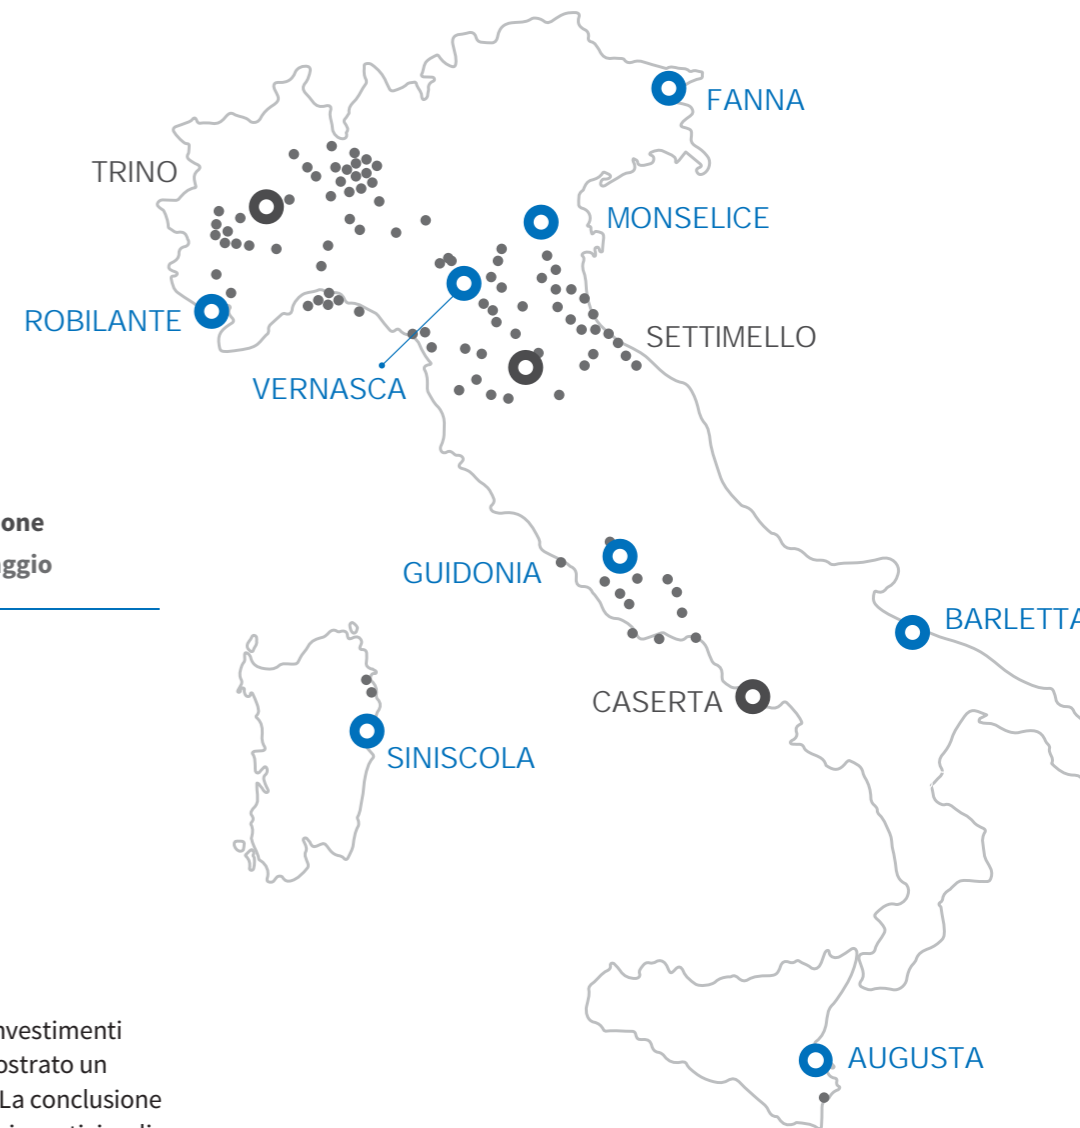 FANNA
TRINO
MONSELICE
ROBILANTE
SETTIMELLO
VERNASCA
one
ggio
GUIDONIA
BARLETTA
CASERTA
SINISCOLA
nvestimenti
ostrato un
La conclusione
AUGUSTA